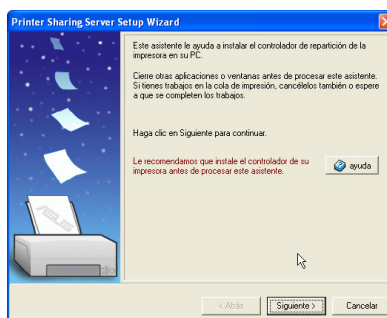 Printer Sharing Server Setup Wizard
Este asistente le ayuda a instalar el controlador de repartición de la
impresora en su PC.
Cierre otras aplicaciones o ventanas antes de procesar este asistente.
Si tienes trabajos en la cola de impresión, cancélelos también o espere
a que se completen los trabajos.
Haga clic en Siguiente para continuar.
Le recomendamos que instale el controlador de su
impresora antes de procesar este asistente.
ayuda
ASUS
< Atrás
Siguiente >
Cancelar